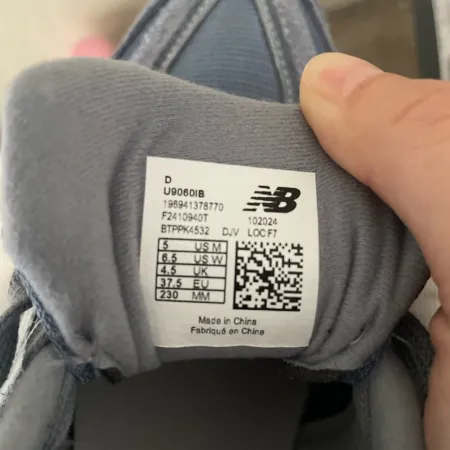 D
U9060IB
196941378770
F2410940T 102024
BTPPK4532 DJV LOC:F7
5 US M
6.5 US W
4.5 UK
37.5 EU
230 MM
NB
Made in China
Fabriqué en Chine